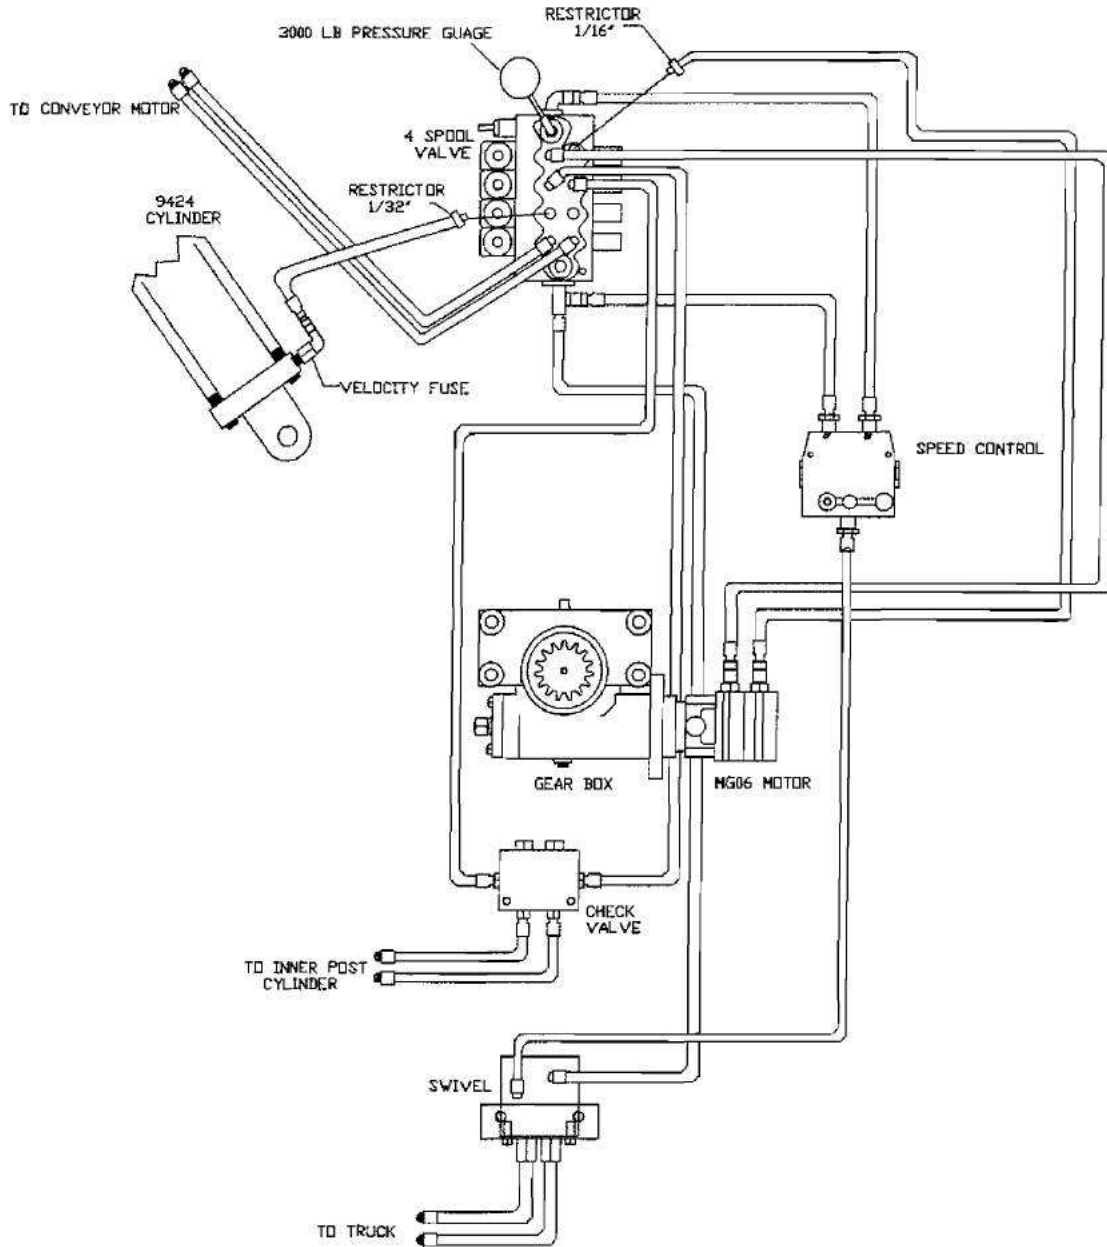 RESTRICTOR
1/16"
3000 LB PRESSURE GUAGE
TO CONVEYOR MOTOR
4 SPOOL
VALVE
RESTRICTOR
1/32"
9424
CYLINDER
VELOCITY FUSE
SPEED CONTROL
GEAR BOX
MG06 MOTOR
CHECK
VALVE
TO INNER POST
CYLINDER
SWIVEL
TO TRUCK